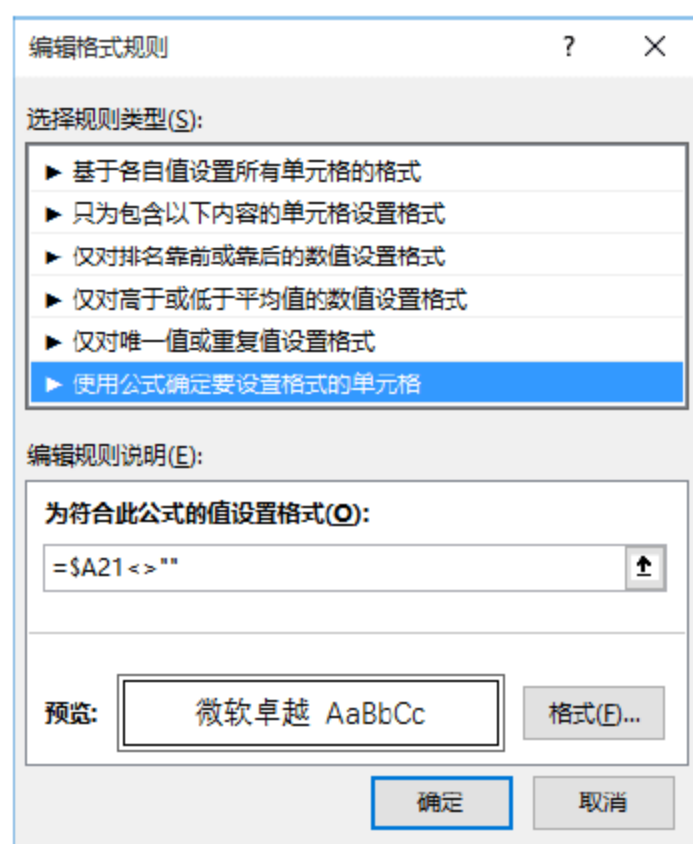 编辑格式规则 ? ×
选择规则类型(S):
► 基于各自值设置所有单元格的格式
► 只为包含以下内容的单元格设置格式
► 仅对排名靠前或靠后的数值设置格式
► 仅对高于或低于平均值的数值设置格式
► 仅对唯一值或重复值设置格式
► 使用公式确定要设置格式的单元格
编辑规则说明(E):
为符合此公式的值设置格式(O):
=$A21<>""
预览: 微软卓越 AaBbCc 格式(F)...
确定 取消